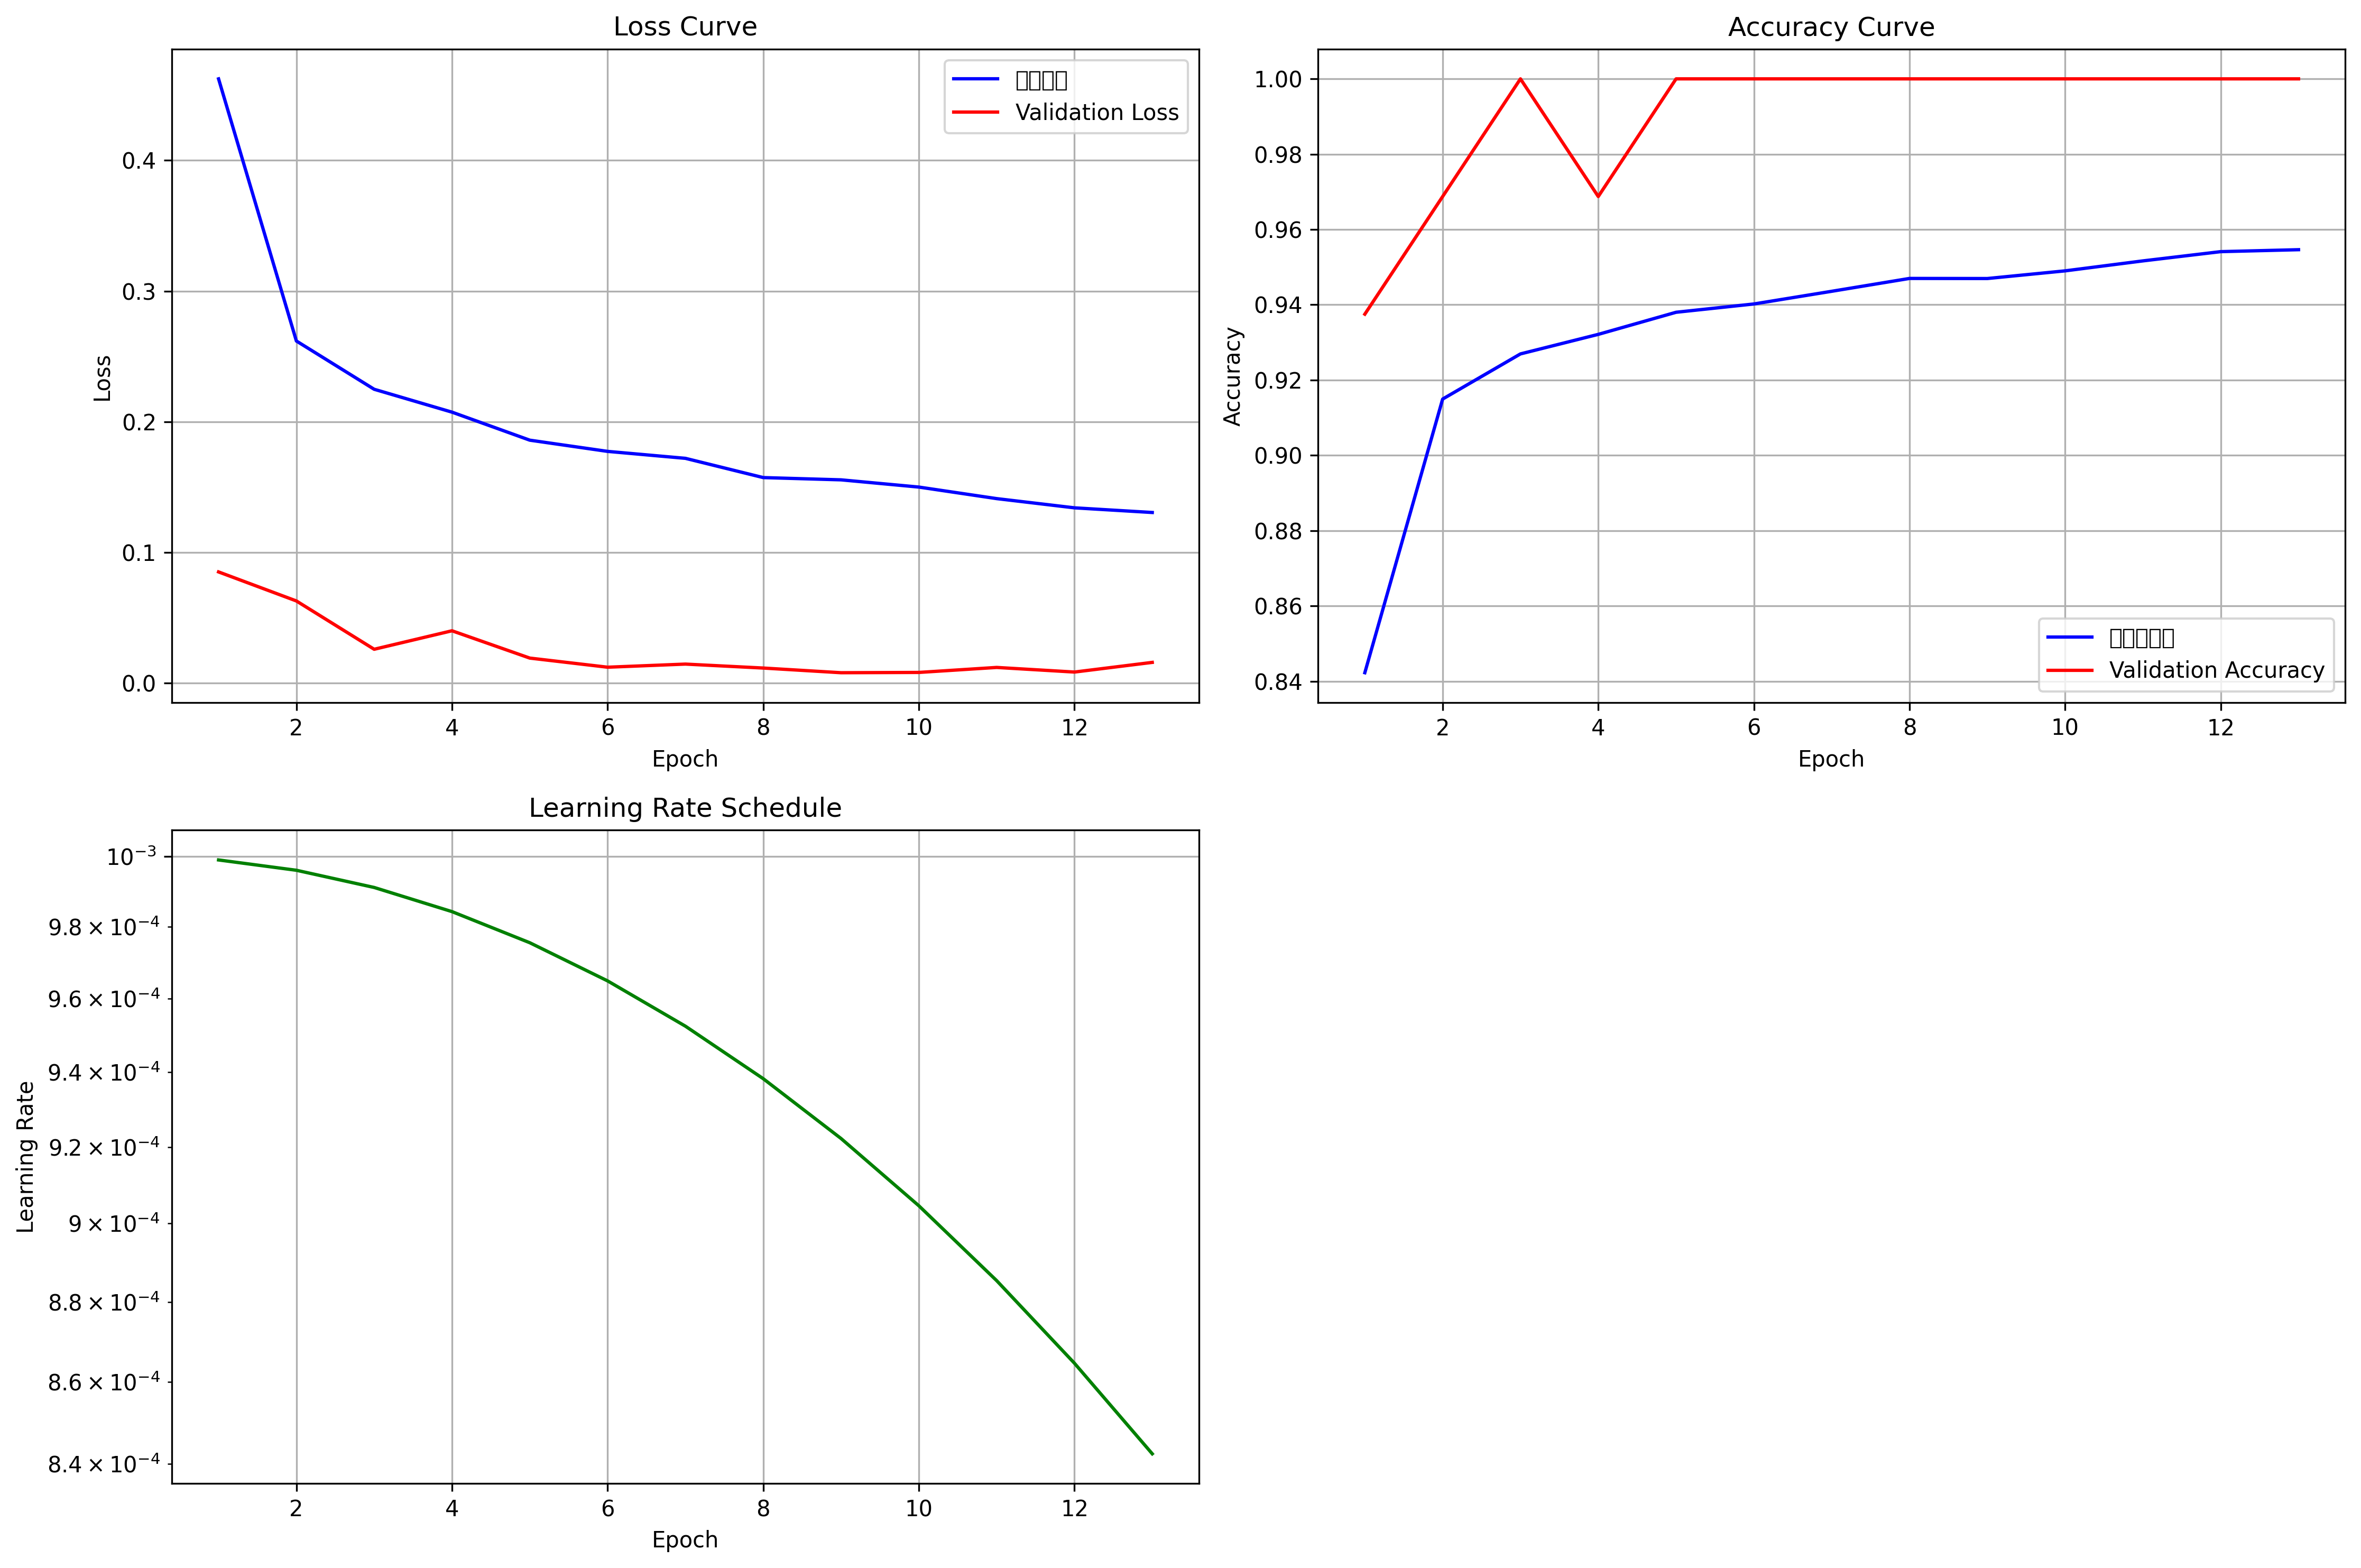 Loss Curve
Validation Loss
0.4
0.3
0.2
0.1
0.0
Loss
2 4 6 8 10 12
Epoch
Accuracy Curve
1.00
0.98
0.96
0.94
0.92
0.90
0.88
0.86
0.84
Accuracy
Validation Accuracy
2 4 6 8 10 12
Epoch
Learning Rate Schedule
10⁻³
9.8 × 10⁻⁴
9.6 × 10⁻⁴
9.4 × 10⁻⁴
9.2 × 10⁻⁴
9 × 10⁻⁴
8.8 × 10⁻⁴
8.6 × 10⁻⁴
8.4 × 10⁻⁴
Learning Rate
2 4 6 8 10 12
Epoch